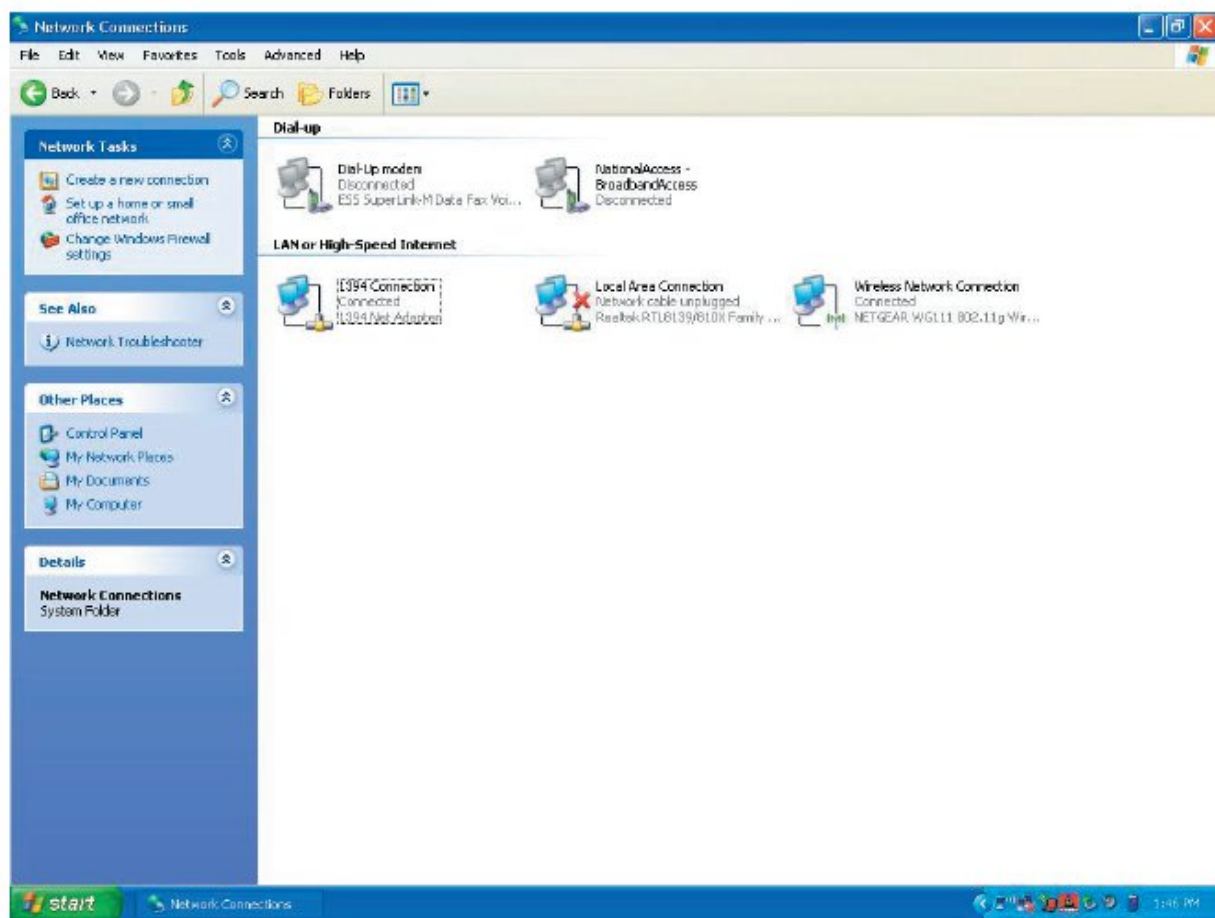 Network Connections
File Edit View Favorites Tools Advanced Help
Back Search Folders
Network Tasks
Create a new connection
Set up a home or small
office network
Change Windows Firewall
settings
See Also
Network Troubleshooter
Other Places
Control Panel
My Network Places
My Documents
My Computer
Details
Network Connections
System Folder
Dial-up
Dial-Up modem
Disconnected
ESS SuperLink-M Data Fax Voi...
NationalAccess -
BroadbandAccess
Disconnected
LAN or High-Speed Internet
1394 Connection
Connected
1394 Net Adapter
Local Area Connection
Network cable unplugged
Realtek RTL8139/810X Family ...
Wireless Network Connection
Connected
NETGEAR WG111 802.11g Wir...
start
Network Connections
1:46 PM